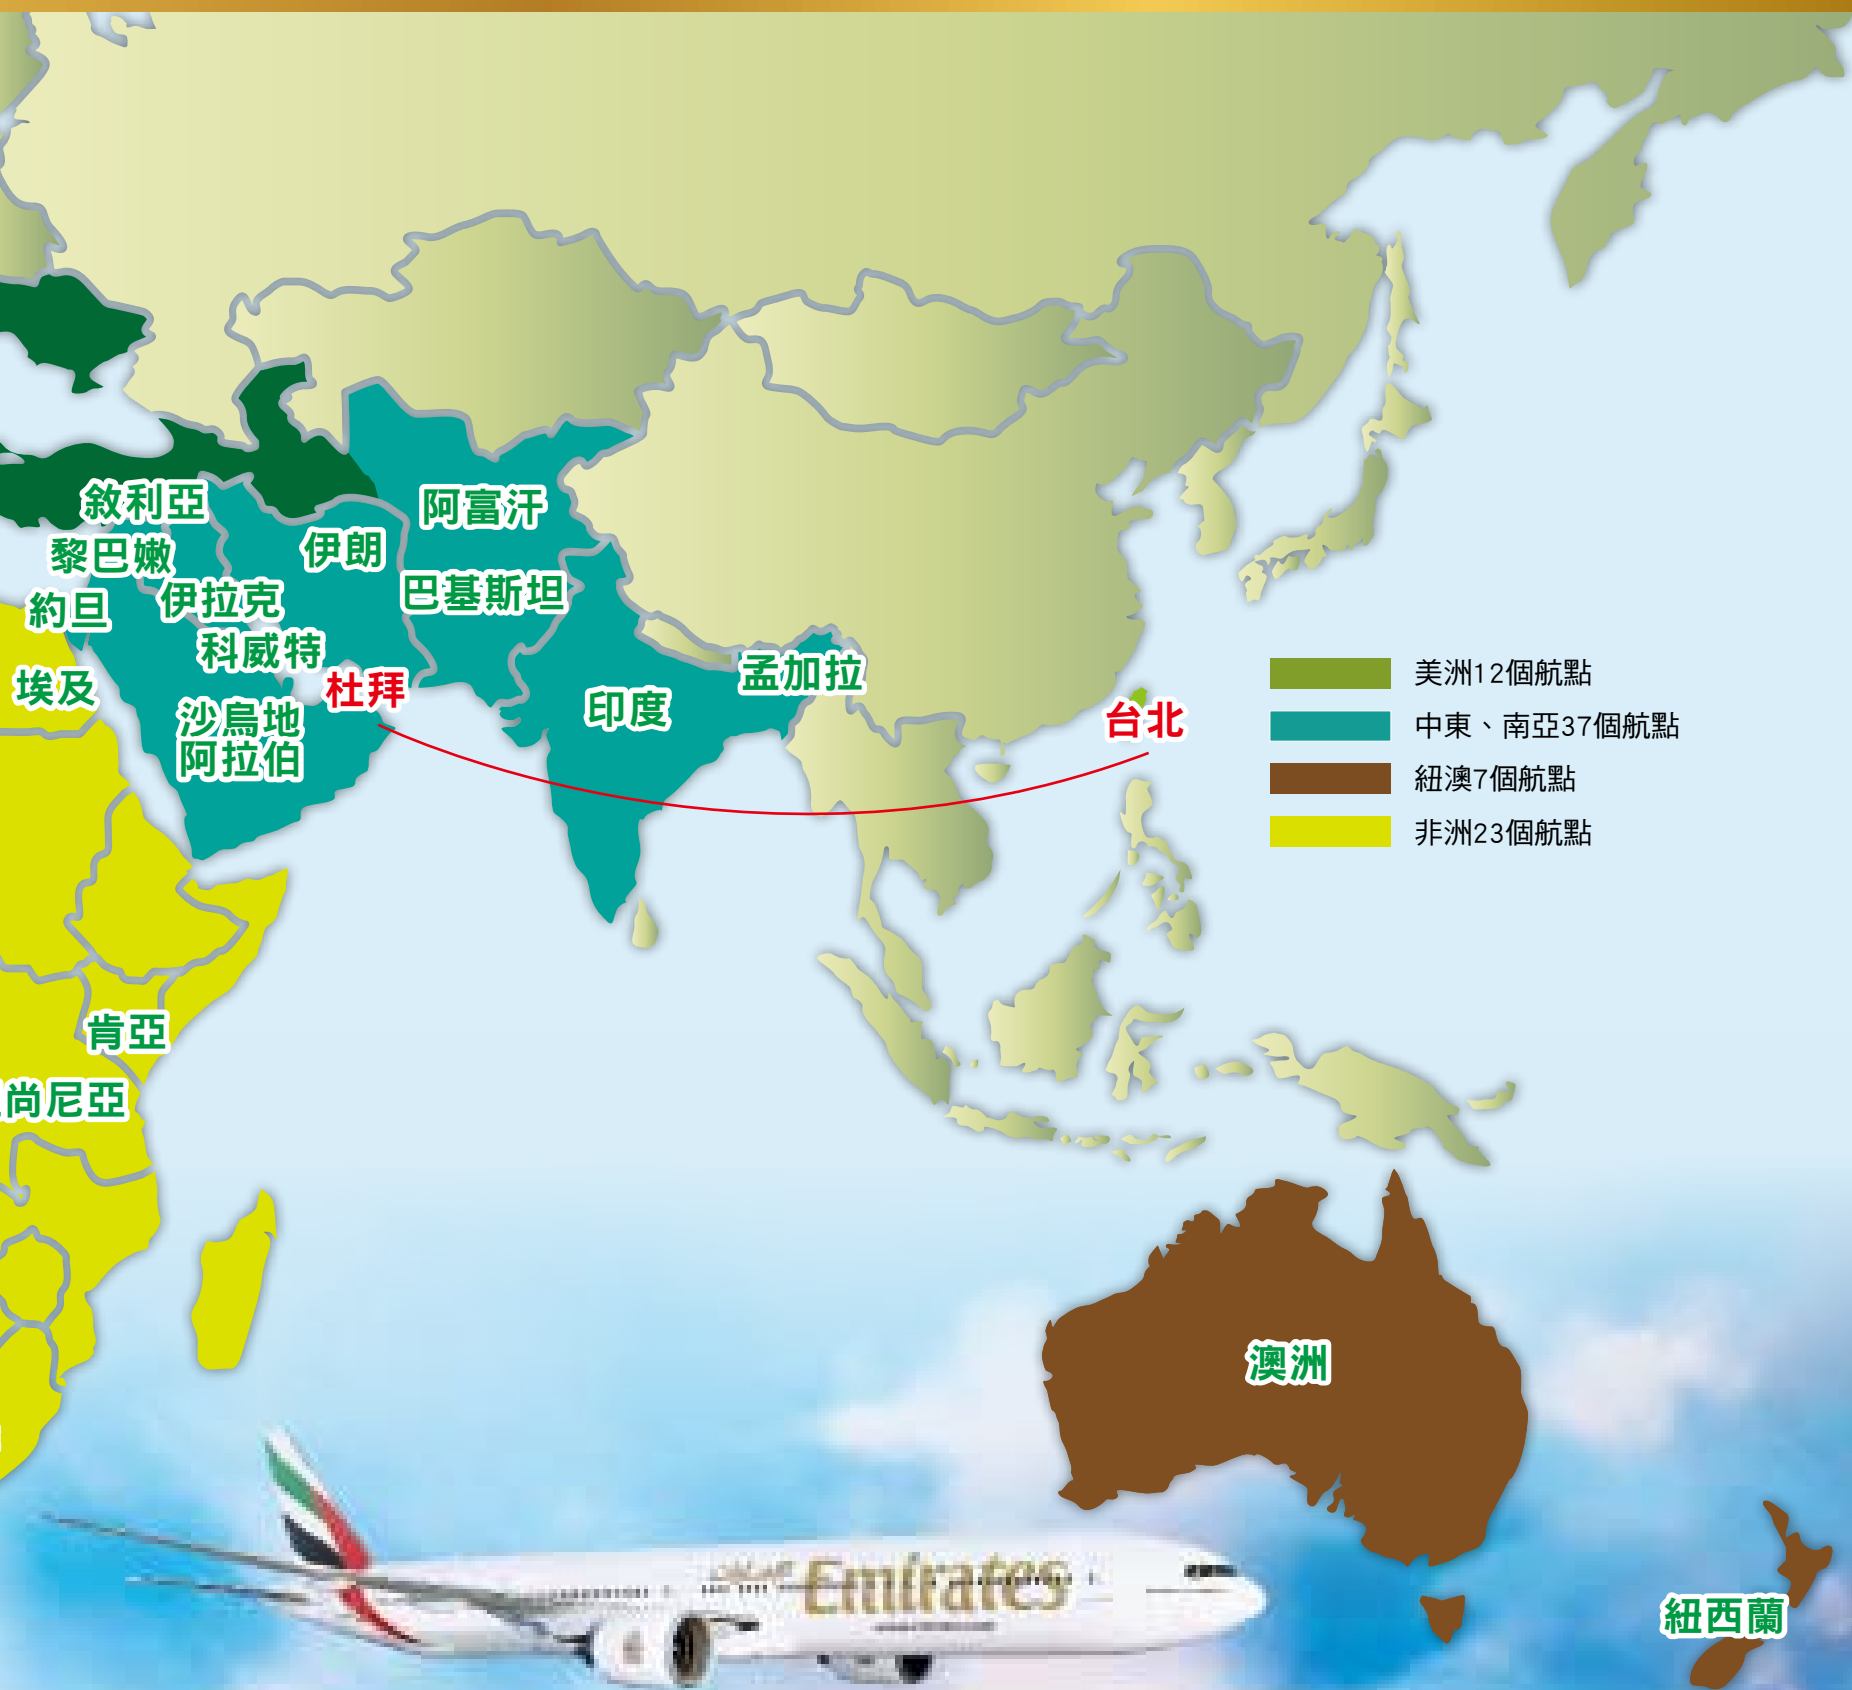 敘利亞
阿富汗
黎巴嫩
伊朗
伊拉克
巴基斯坦
約旦
科威特
埃及
杜拜
孟加拉
印度
沙烏地
阿拉伯
台北
美洲12個航點
中東、南亞37個航點
紐澳7個航點
非洲23個航點
肯亞
尚尼亞
澳洲
Emirates
紐西蘭